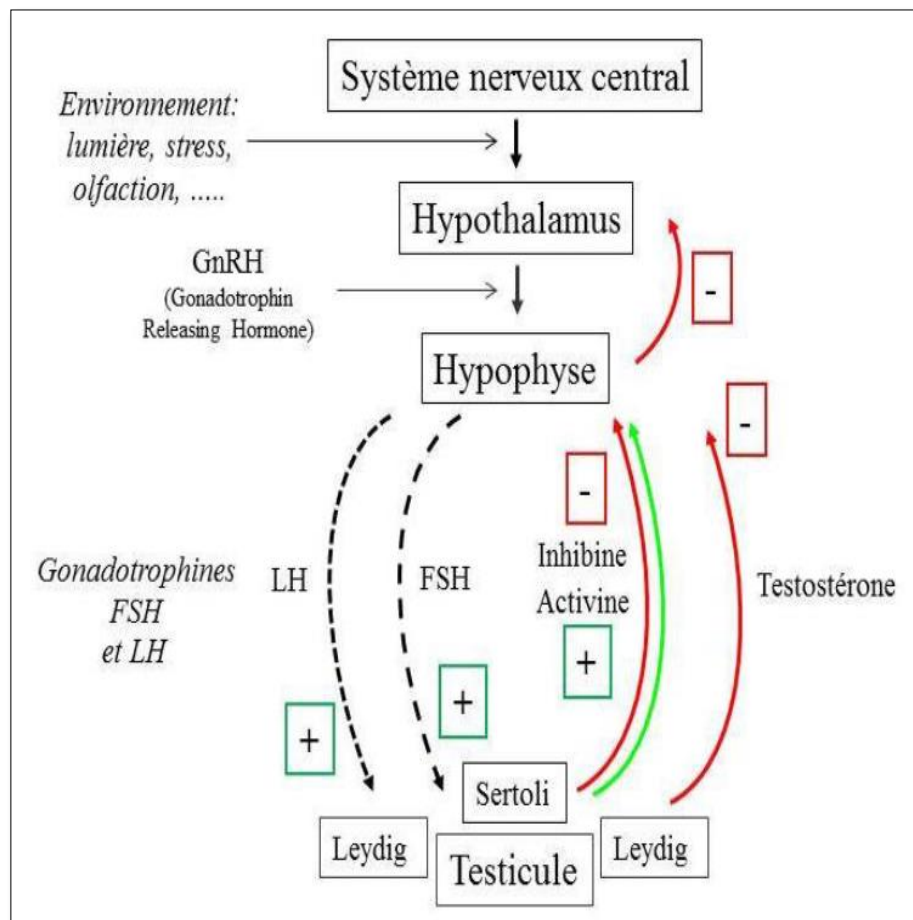 Système nerveux central
Environnement:
lumière, stress,
olfaction, .....
Hypothalamus
GnRH
(Gonadotrophin
Releasing Hormone)
-
Hypophyse
-
-
Inhibine
Activine
+
Testostérone
Gonadotrophines
FSH
et LH
LH
FSH
+
+
Sertoli
Leydig
Testicule
Leydig